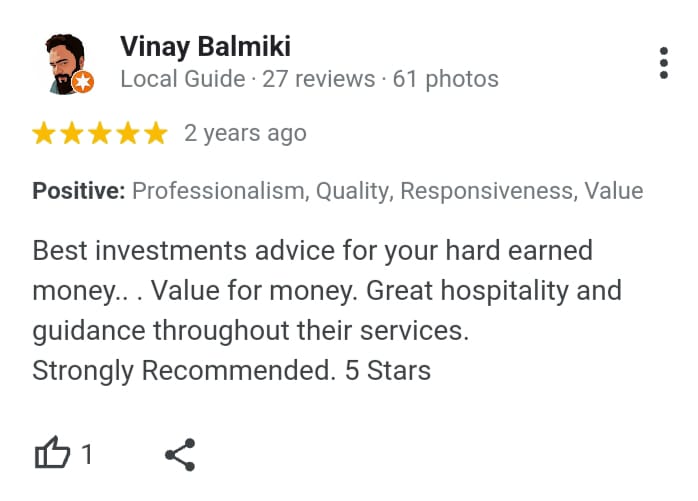 Vinay Balmiki
Local Guide · 27 reviews · 61 photos
2 years ago
Positive: Professionalism, Quality, Responsiveness, Value
Best investments advice for your hard earned
money.. . Value for money. Great hospitality and
guidance throughout their services.
Strongly Recommended. 5 Stars
1